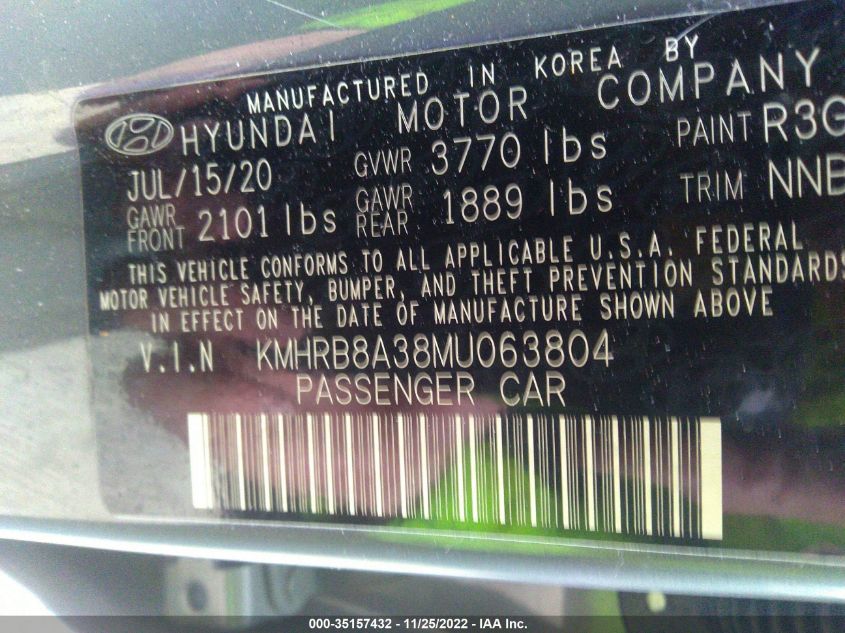 MANUFACTURED IN KOREA BY
HYUNDAI MOTOR COMPANY
JUL/15/20 GVWR 3770 lbs PAINT R3G
GAWR FRONT 2101 lbs GAWR REAR 1889 lbs TRIM NNB
THIS VEHICLE CONFORMS TO ALL APPLICABLE U.S.A. FEDERAL
MOTOR VEHICLE SAFETY, BUMPER, AND THEFT PREVENTION STANDARDS
IN EFFECT ON THE DATE OF MANUFACTURE SHOWN ABOVE
V.I.N KMHRB8A38MU063804
PASSENGER CAR
000-35157432 - 11/25/2022 - IAA Inc.